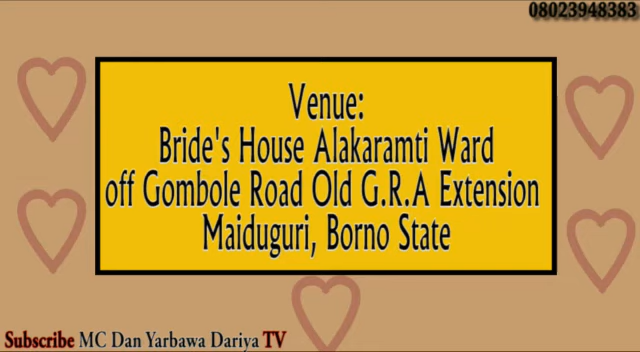 08023948383
Venue:
Bride's House Alakaramti Ward
off Gombole Road Old G.R.A Extension
Maiduguri, Borno State
Subscribe MC Dan Yarbawa Dariya TV